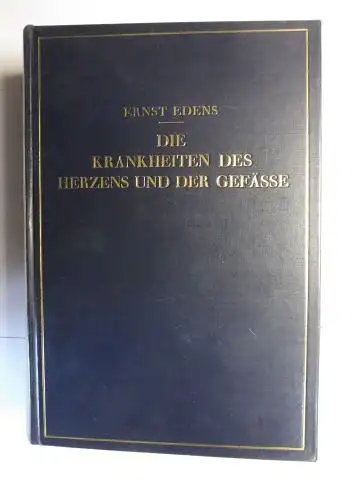 ERNST EDENS
DIE
KRANKHEITEN DES
HERZENS UND DER GEFÄSSE